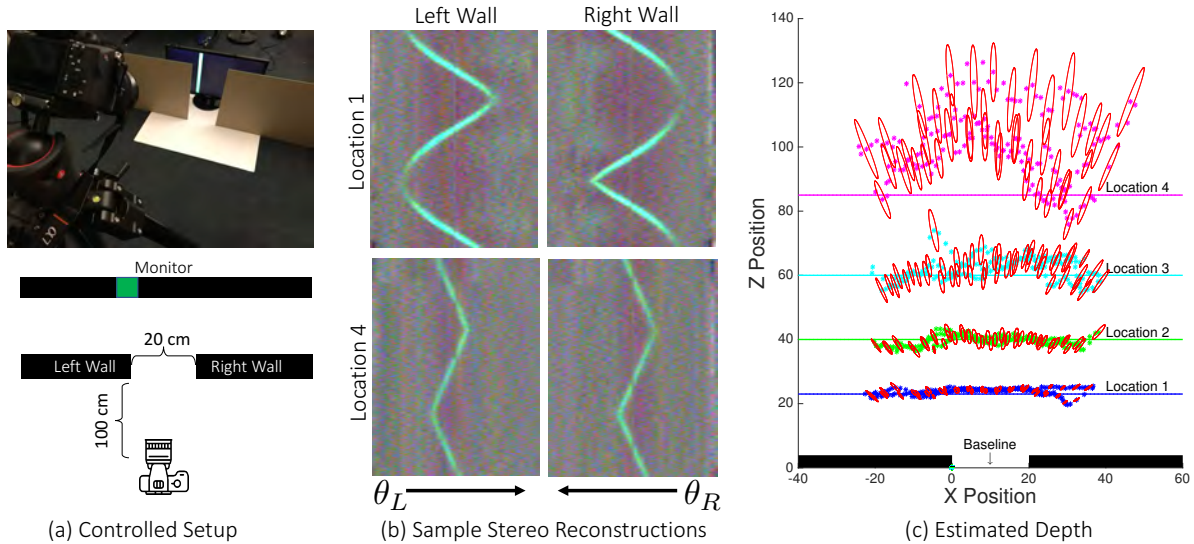 Left Wall
Right Wall
Location 1
Location 4
θL
θR
Monitor
20 cm
Left Wall
Right Wall
100 cm
140
120
100
80
60
40
20
0
Z Position
Location 4
Location 3
Location 2
Location 1
Baseline
-40
-20
0
20
40
60
X Position
(a) Controlled Setup
(b) Sample Stereo Reconstructions
(c) Estimated Depth